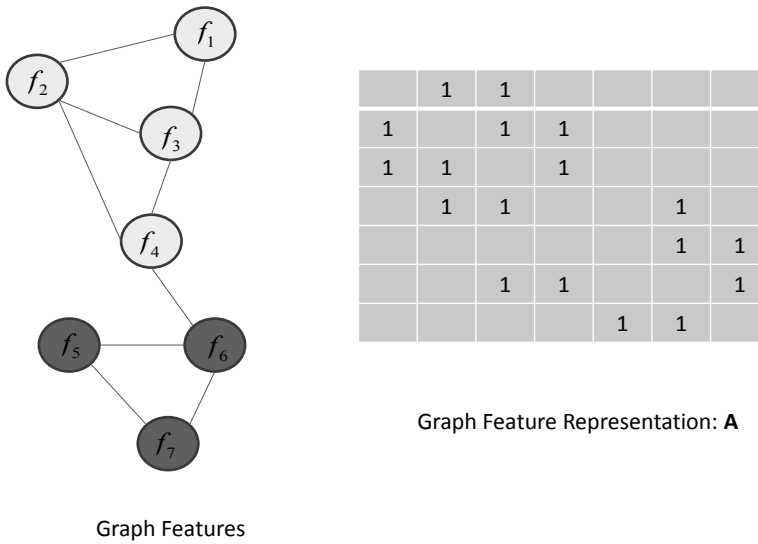 f1
f2
f3
f4
f5
f6
f7
1 1
1 1 1
1 1 1
1 1 1
1 1
1 1 1
1 1
Graph Feature Representation: A
Graph Features